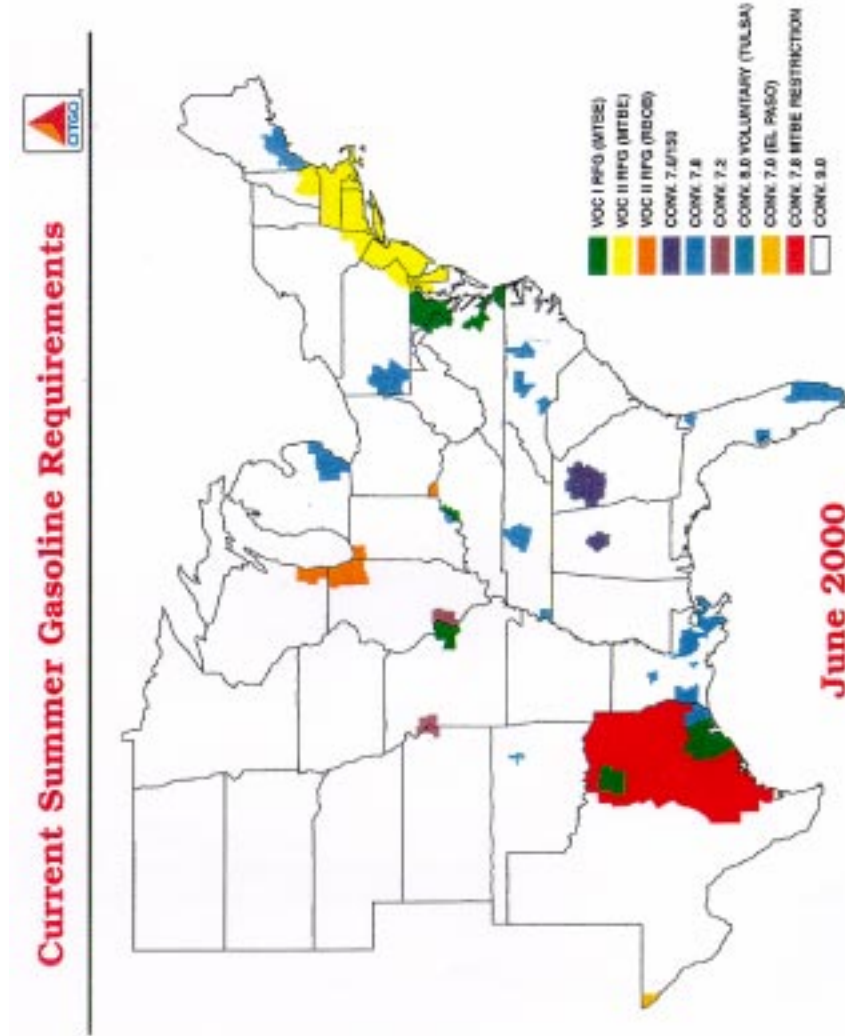 Current Summer Gasoline Requirements
CITGO
VOC I RFG (MTBE)
VOC II RFG (MTBE)
VOC II RFG (RBOB)
CONV. 7.0/150
CONV. 7.8
CONV. 7.2
CONV. 8.0 VOLUNTARY (TULSA)
CONV. 7.0 (EL PASO)
CONV. 7.8 MTBE RESTRICTION
CONV. 9.0
June 2000